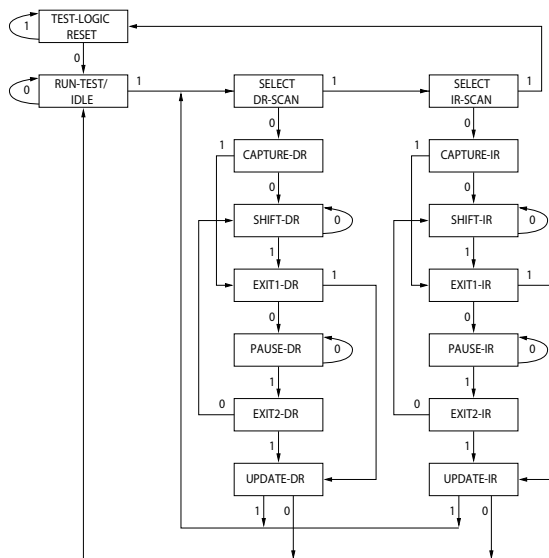 TEST-LOGIC
RESET
1
0
RUN-TEST/
IDLE
0
1
SELECT
DR-SCAN
1
SELECT
IR-SCAN
1
0
0
1
CAPTURE-DR
1
CAPTURE-IR
0
0
SHIFT-DR
0
SHIFT-IR
0
1
1
EXIT1-DR
1
EXIT1-IR
1
0
0
PAUSE-DR
0
PAUSE-IR
0
1
1
0
EXIT2-DR
0
EXIT2-IR
1
1
UPDATE-DR
UPDATE-IR
1
0
1
0